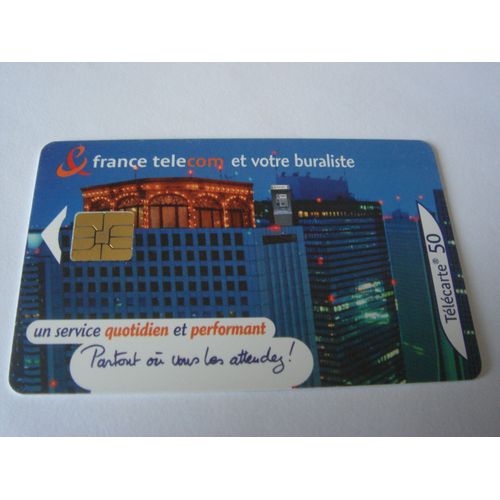 france telecom et votre buraliste
Télécarte® 50
un service quotidien et performant
Partout où vous les attendez!